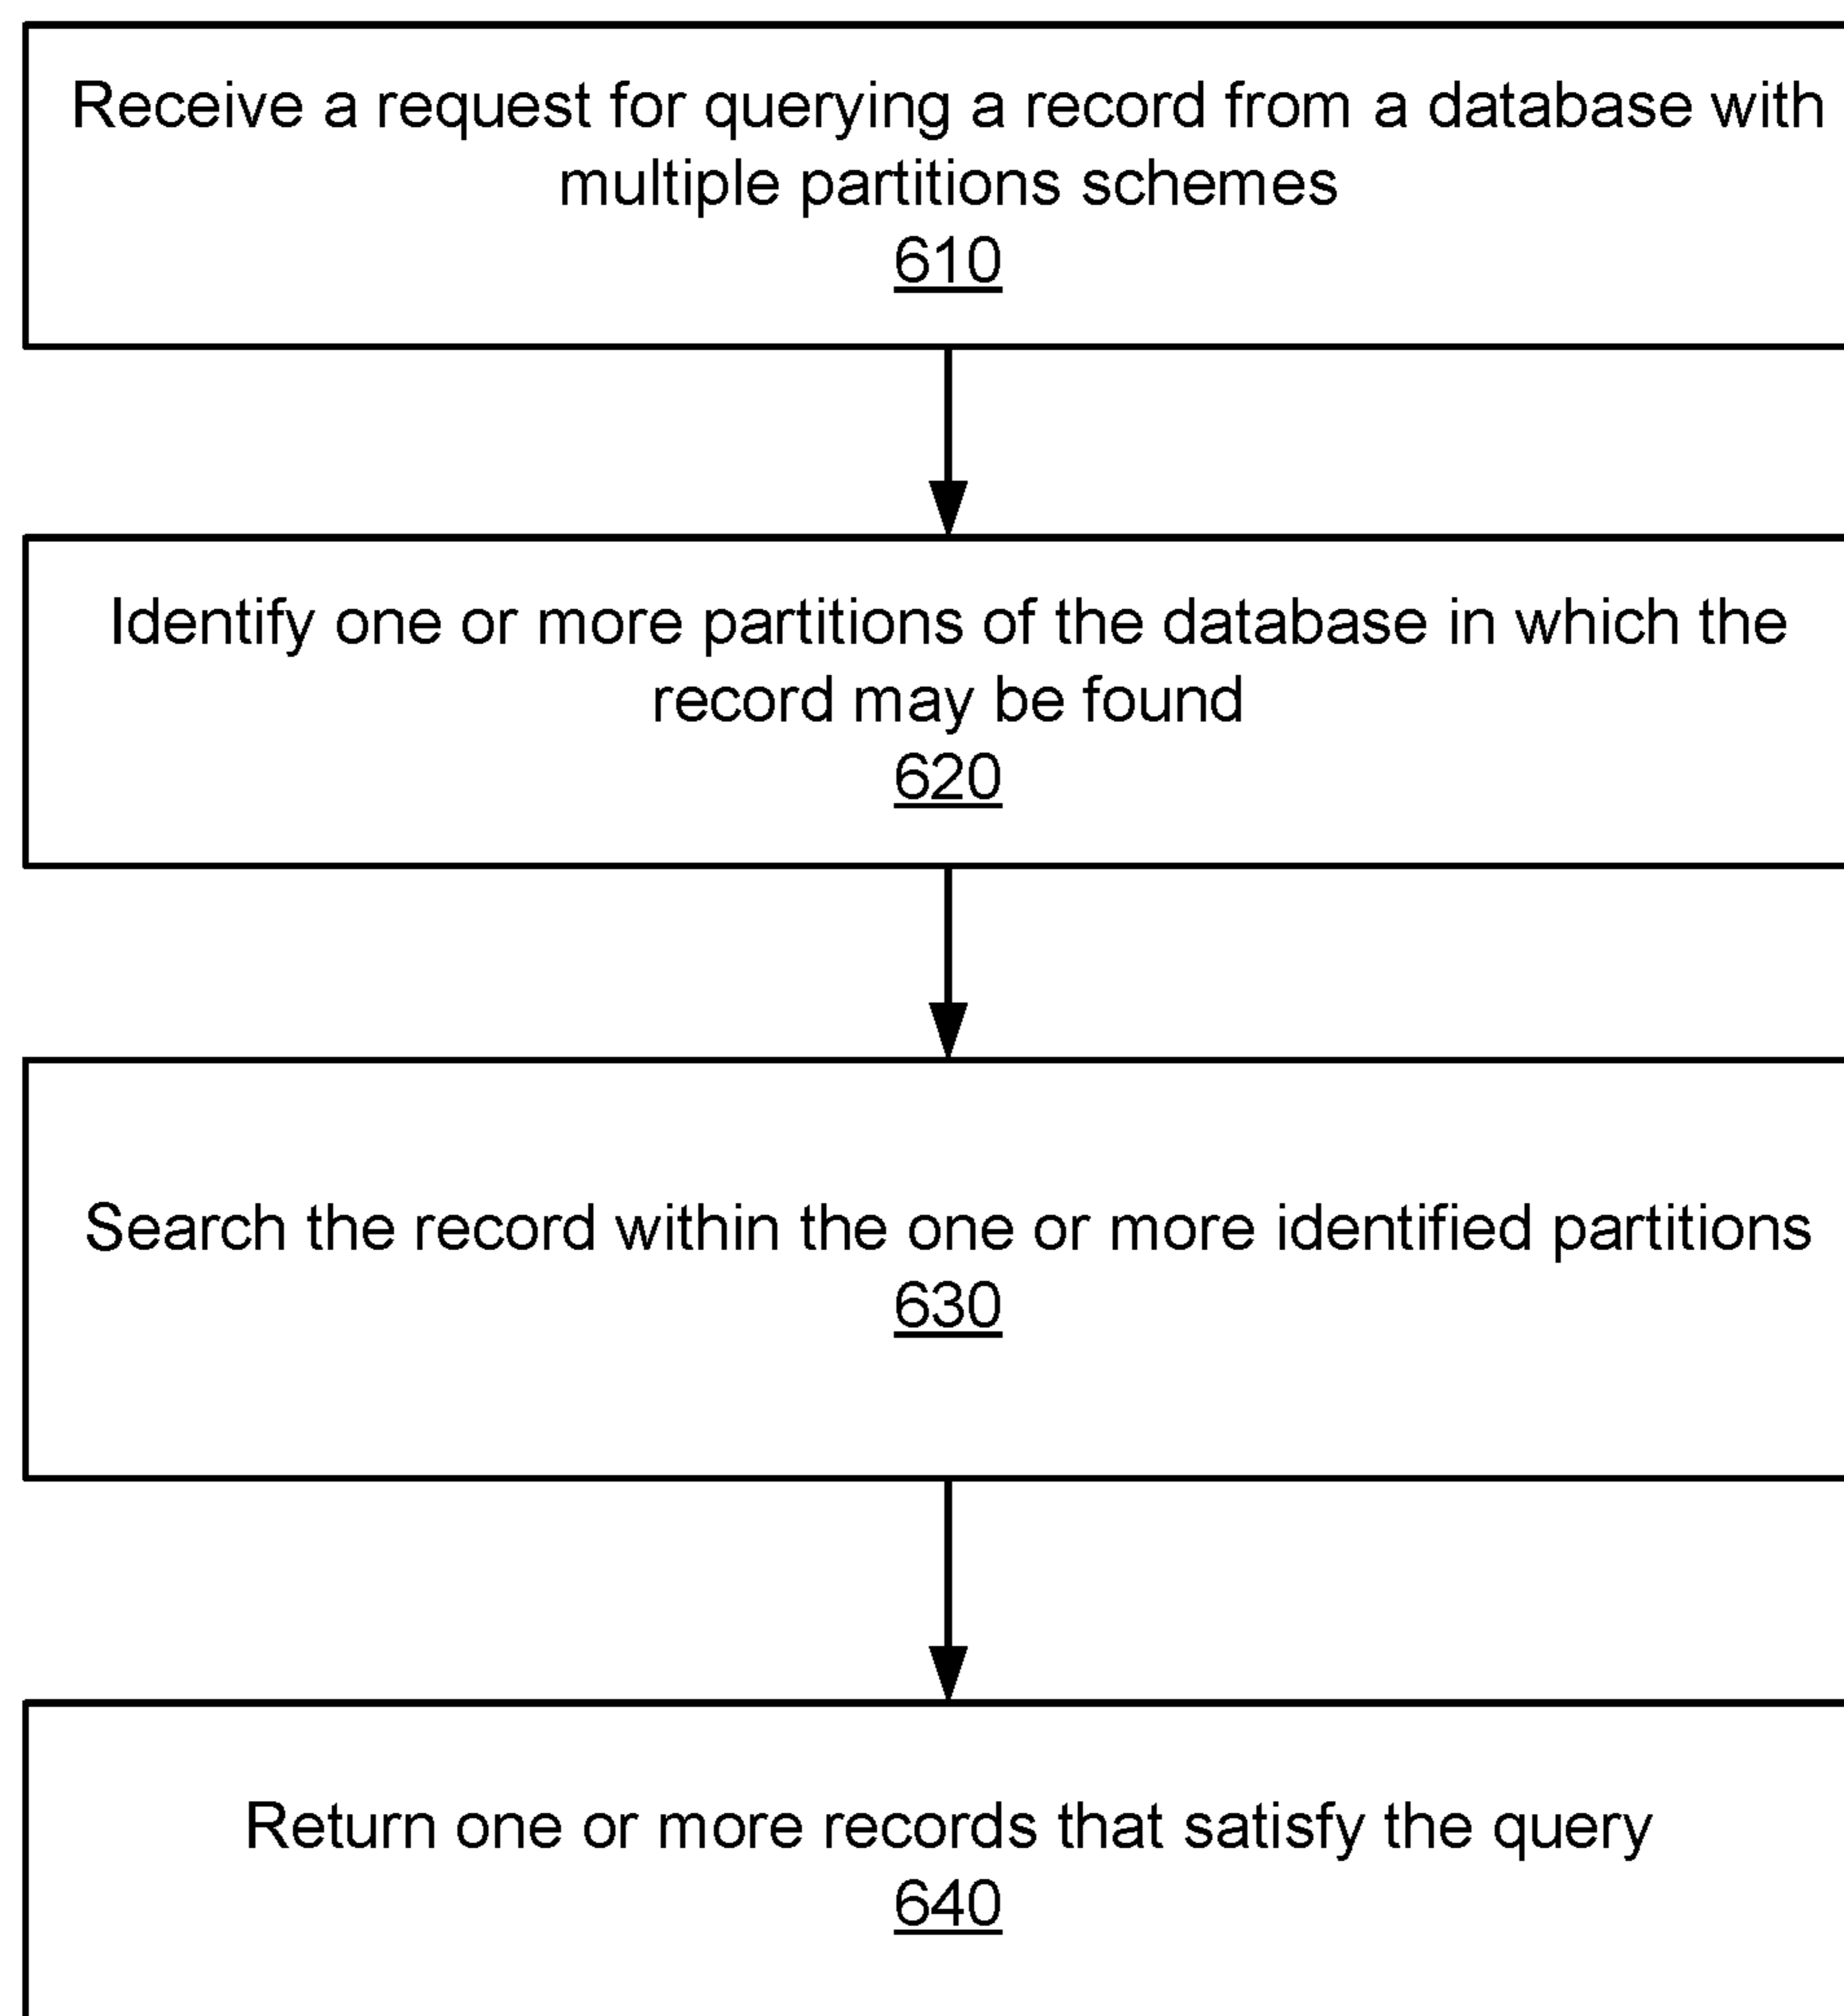 Receive a request for querying a record from a database with
multiple partitions schemes
610
Identify one or more partitions of the database in which the
record may be found
620
Search the record within the one or more identified partitions
630
Return one or more records that satisfy the query
640